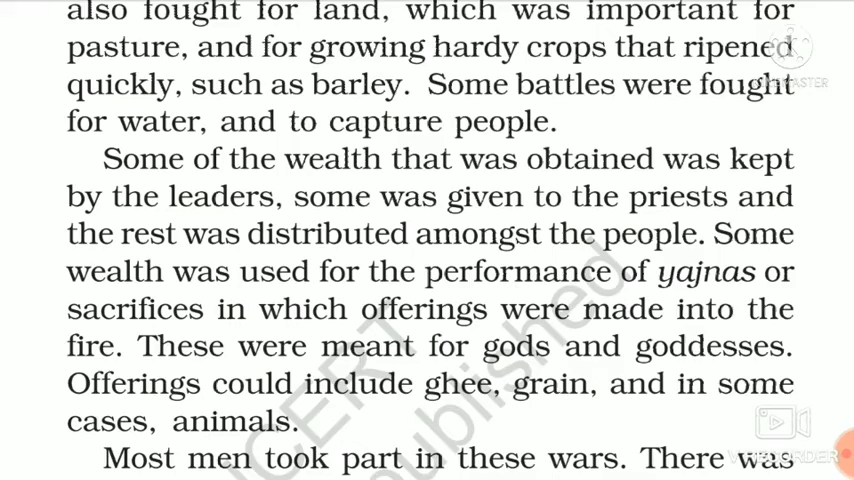 also fought for land, which was important for
pasture, and for growing hardy crops that ripened
quickly, such as barley. Some battles were fought
for water, and to capture people.
Some of the wealth that was obtained was kept
by the leaders, some was given to the priests and
the rest was distributed amongst the people. Some
wealth was used for the performance of yajnas or
sacrifices in which offerings were made into the
fire. These were meant for gods and goddesses.
Offerings could include ghee, grain, and in some
cases, animals.
Most men took part in these wars. There was
published